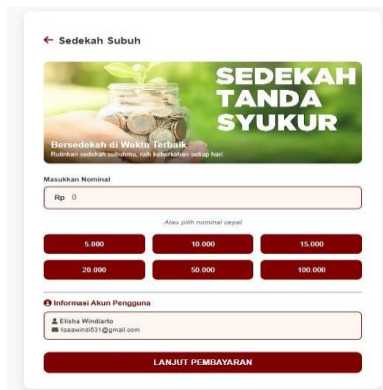 ← Sedekah Subuh
SEDEKAH
TANDA
SYUKUR
Bersedekah di Waktu Terbaik
Rutinkan sedekah subuhmu, raih keberkahan setiap hari
Masukkan Nominal
Rp 0
Atau pilih nominal cepat
5.000 10.000 15.000
20.000 50.000 100.000
Informasi Akun Pengguna
Elisha Windiarto
lisaawindi531@gmail.com
LANJUT PEMBAYARAN